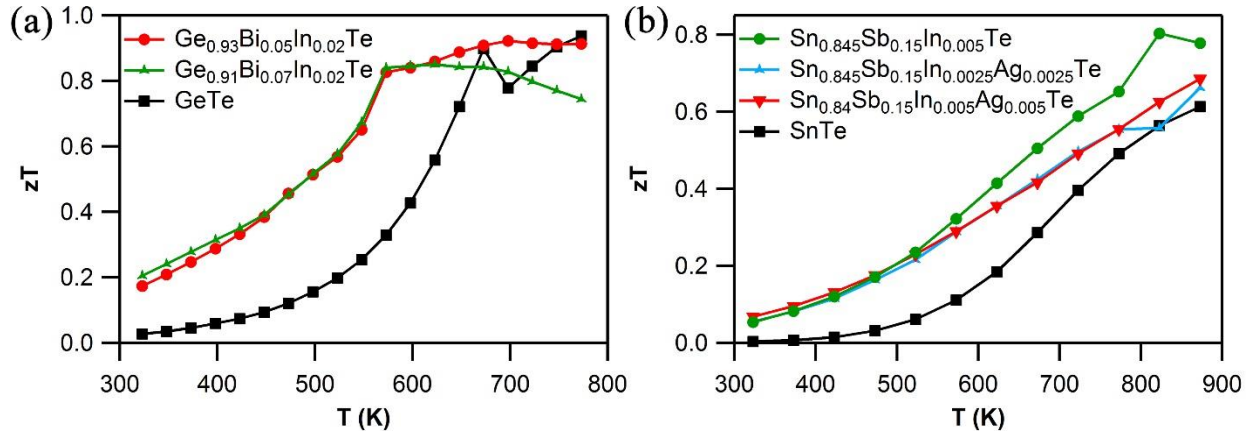 (a)
Ge0.93Bi0.05In0.02Te
Ge0.91Bi0.07In0.02Te
GeTe
zT
1.0
0.8
0.6
0.4
0.2
0.0
300 400 500 600 700 800
T (K)
(b)
Sn0.845Sb0.15In0.005Te
Sn0.845Sb0.15In0.0025Ag0.0025Te
Sn0.84Sb0.15In0.005Ag0.005Te
SnTe
zT
0.8
0.6
0.4
0.2
0.0
300 400 500 600 700 800 900
T (K)